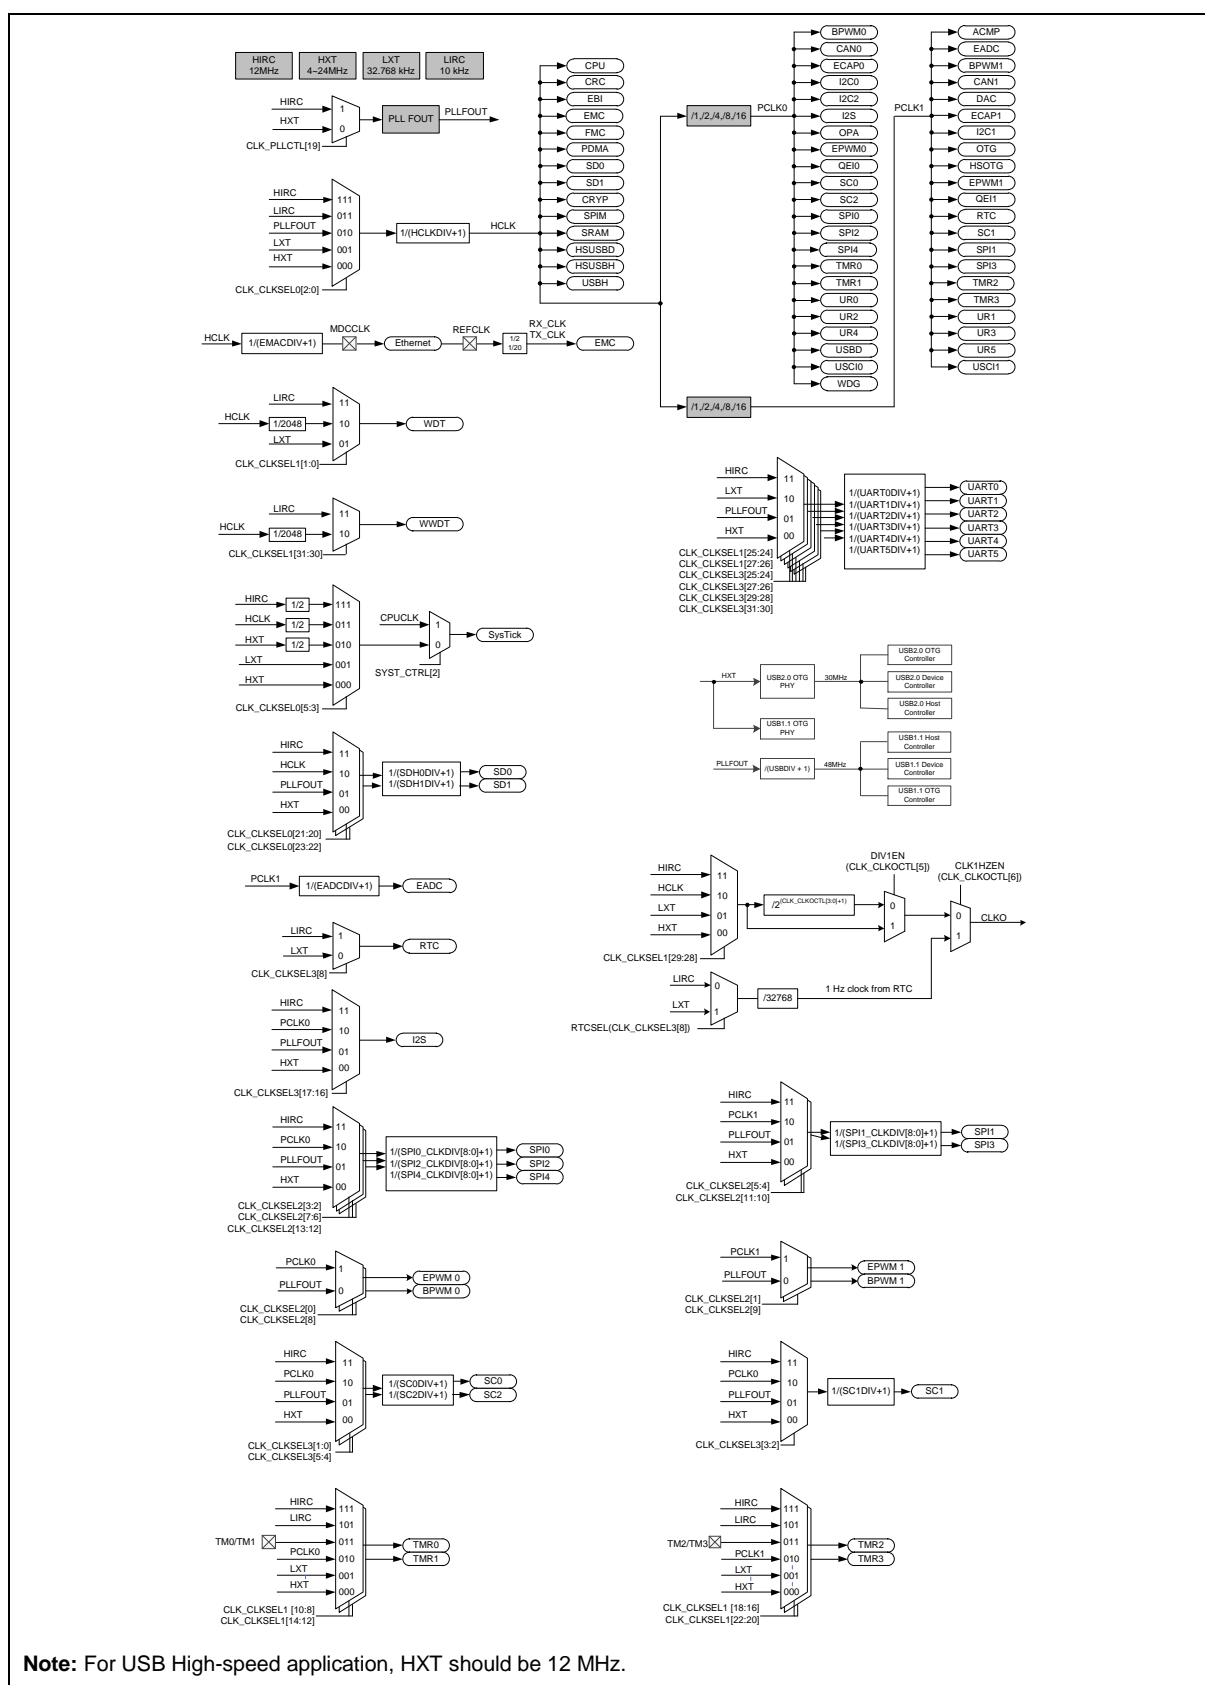 HIRC
12MHz
HXT
4~24MHz
LXT
32.768 kHz
LIRC
10 kHz
HIRC
HXT
1
0
CLK_PLLCTL[19]
PLL FOUT
PLLFOUT
HIRC
LIRC
PLLFOUT
LXT
HXT
111
011
010
001
000
CLK_CLKSEL0[2:0]
1/(HCLKDIV+1)
HCLK
CPU
CRC
EBI
EMC
FMC
PDMA
SD0
SD1
CRYP
SPIM
SRAM
HSUSBD
HSUSBH
USBH
/1,/2,/4,/8,/16
PCLK0
BPWM0
CAN0
ECAP0
I2C0
I2C2
I2S
OPA
EPWM0
QEI0
SC0
SC2
SPI0
SPI2
SPI4
TMR0
TMR1
UR0
UR2
UR4
USBD
USCI0
WDG
/1,/2,/4,/8,/16
PCLK1
ACMP
EADC
BPWM1
CAN1
DAC
ECAP1
I2C1
OTG
HSOTG
EPWM1
QEI1
RTC
SC1
SPI1
SPI3
TMR2
TMR3
UR1
UR3
UR5
USCI1
HCLK
1/(EMACDIV+1)
MDCCLK
Ethernet
REFCLK
1/2
1/20
RX_CLK
TX_CLK
EMC
LIRC
HCLK
1/2048
LXT
11
10
01
CLK_CLKSEL1[1:0]
WDT
LIRC
HCLK
1/2048
11
10
CLK_CLKSEL1[31:30]
WWDT
HIRC
LXT
PLLFOUT
HXT
11
10
01
00
CLK_CLKSEL1[25:24]
CLK_CLKSEL1[27:26]
CLK_CLKSEL3[25:24]
CLK_CLKSEL3[27:26]
CLK_CLKSEL3[29:28]
CLK_CLKSEL3[31:30]
1/(UART0DIV+1)
1/(UART1DIV+1)
1/(UART2DIV+1)
1/(UART3DIV+1)
1/(UART4DIV+1)
1/(UART5DIV+1)
UART0
UART1
UART2
UART3
UART4
UART5
HIRC
1/2
HCLK
1/2
HXT
1/2
LXT
HXT
111
011
010
001
000
CLK_CLKSEL0[5:3]
CPUCLK
1
0
SYST_CTRL[2]
SysTick
HXT
USB2.0 OTG
PHY
30MHz
USB2.0 OTG
Controller
USB2.0 Device
Controller
USB2.0 Host
Controller
USB1.1 OTG
PHY
PLLFOUT
/(USBDIV + 1)
48MHz
USB1.1 Host
Controller
USB1.1 Device
Controller
USB1.1 OTG
Controller
HIRC
HCLK
PLLFOUT
HXT
11
10
01
00
CLK_CLKSEL0[21:20]
CLK_CLKSEL0[23:22]
1/(SDH0DIV+1)
1/(SDH1DIV+1)
SD0
SD1
PCLK1
1/(EADCDIV+1)
EADC
LIRC
LXT
1
0
CLK_CLKSEL3[8]
RTC
HIRC
HCLK
LXT
HXT
11
10
01
00
CLK_CLKSEL1[29:28]
/2(CLK_CLKOCTL[3:0]+1)
DIV1EN
(CLK_CLKOCTL[5])
0
1
CLK1HZEN
(CLK_CLKOCTL[6])
0
1
CLKO
LIRC
LXT
0
1
RTCSEL(CLK_CLKSEL3[8])
/32768
1 Hz clock from RTC
HIRC
PCLK0
PLLFOUT
HXT
11
10
01
00
CLK_CLKSEL3[17:16]
I2S
HIRC
PCLK0
PLLFOUT
HXT
11
10
01
00
CLK_CLKSEL2[3:2]
CLK_CLKSEL2[7:6]
CLK_CLKSEL2[13:12]
1/(SPI0_CLKDIV[8:0]+1)
1/(SPI2_CLKDIV[8:0]+1)
1/(SPI4_CLKDIV[8:0]+1)
SPI0
SPI2
SPI4
HIRC
PCLK1
PLLFOUT
HXT
11
10
01
00
CLK_CLKSEL2[5:4]
CLK_CLKSEL2[11:10]
1/(SPI1_CLKDIV[8:0]+1)
1/(SPI3_CLKDIV[8:0]+1)
SPI1
SPI3
PCLK0
PLLFOUT
1
0
CLK_CLKSEL2[0]
CLK_CLKSEL2[8]
EPWM 0
BPWM 0
PCLK1
PLLFOUT
1
0
CLK_CLKSEL2[1]
CLK_CLKSEL2[9]
EPWM 1
BPWM 1
HIRC
PCLK0
PLLFOUT
HXT
11
10
01
00
CLK_CLKSEL3[1:0]
CLK_CLKSEL3[5:4]
1/(SC0DIV+1)
1/(SC2DIV+1)
SC0
SC2
HIRC
PCLK0
PLLFOUT
HXT
11
10
01
00
CLK_CLKSEL3[3:2]
1/(SC1DIV+1)
SC1
HIRC
LIRC
TM0/TM1
PCLK0
LXT
HXT
111
101
011
010
001
000
CLK_CLKSEL1 [10:8]
CLK_CLKSEL1[14:12]
TMR0
TMR1
HIRC
LIRC
TM2/TM3
PCLK1
LXT
HXT
111
101
011
010
001
000
CLK_CLKSEL1 [18:16]
CLK_CLKSEL1[22:20]
TMR2
TMR3
Note: For USB High-speed application, HXT should be 12 MHz.